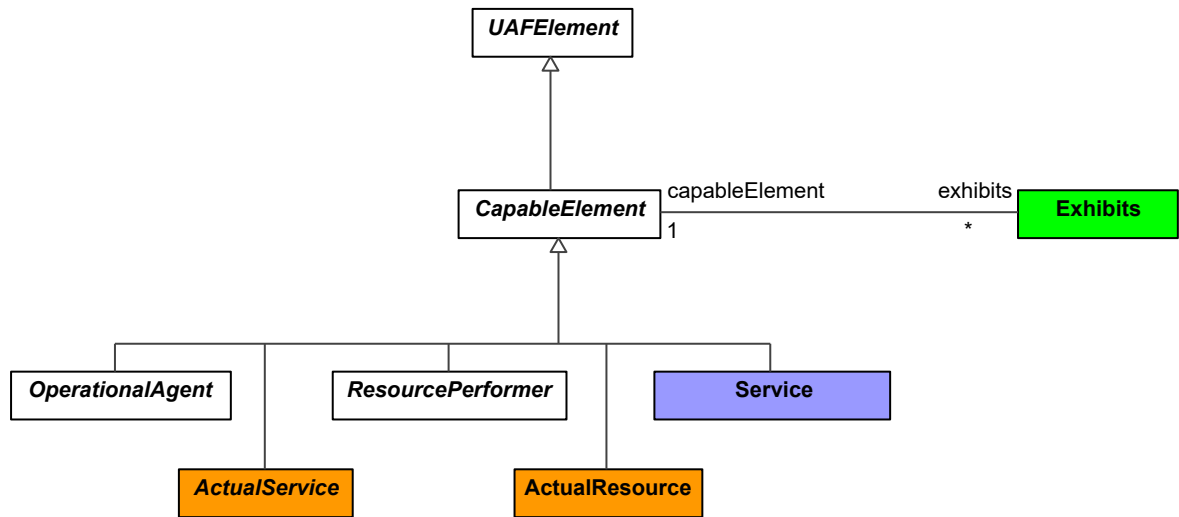 UAFElement
capableElement
exhibits
CapableElement
Exhibits
1
*
OperationalAgent
ResourcePerformer
Service
ActualService
ActualResource